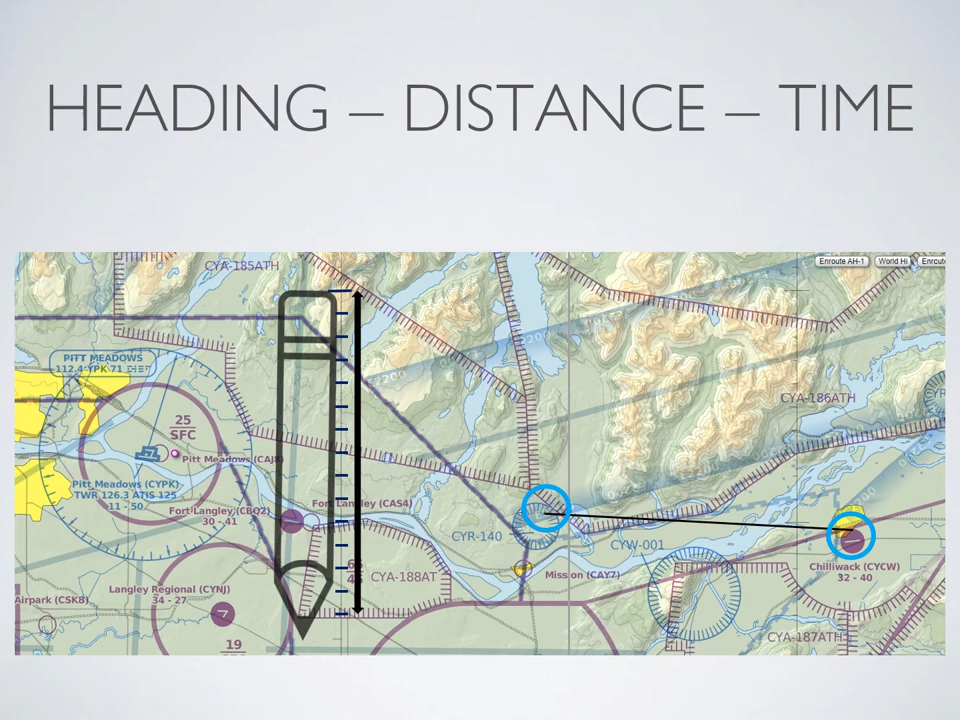 HEADING – DISTANCE – TIME
CYA-185ATH
Enroute AH-1
World Hi
PITT MEADOWS
112.4 YPK 71
2200
CYA-186ATH
25
SFC
Pitt Meadows (CAJ8)
Pitt Meadows (CYPK)
TWR 126.3 ATIS 125
11 - 50
Fort Langley (CAS4)
Fort Langley (CBQ2)
30 - 41
CYR-140
CYW-001
Chilliwack (CYCW)
32 - 40
Mission (CAY7)
CYA-188AT
Langley Regional (CYNJ)
34 - 27
Airpark (CSK8)
CYA-187ATH
19